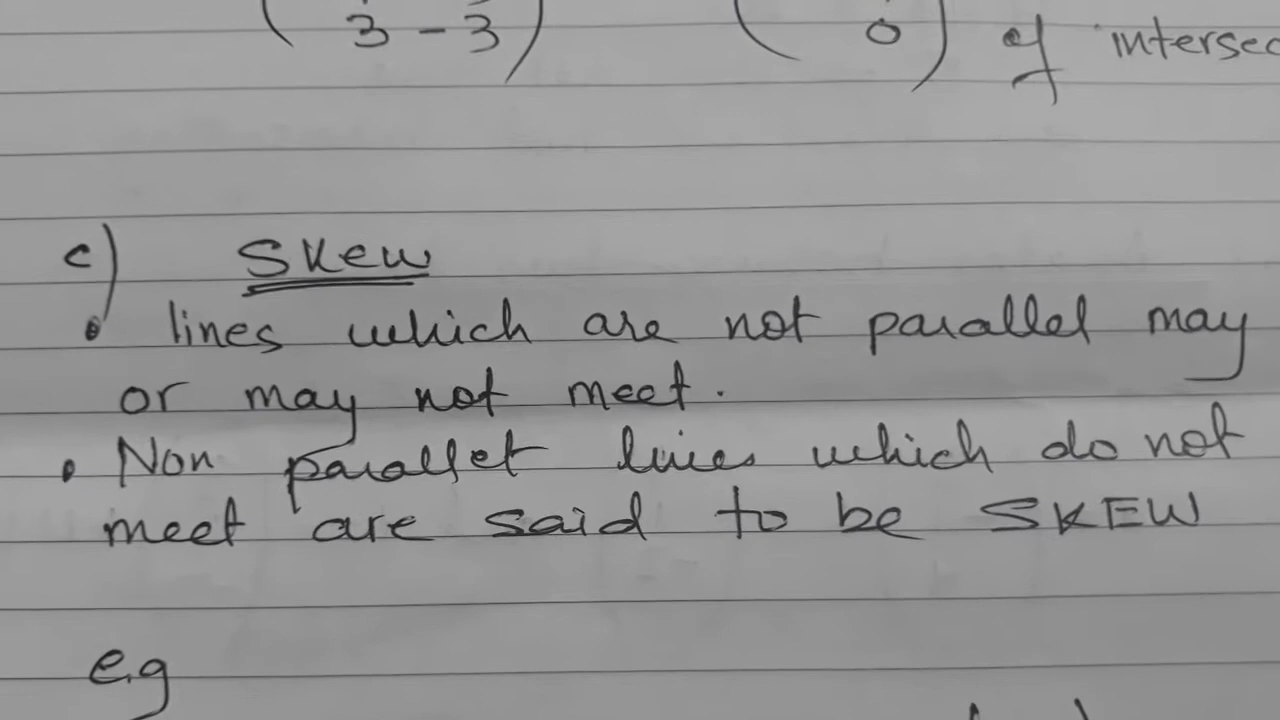 3 - 3 0 of intersec
c) Skew
• lines which are not parallel may
or may not meet.
• Non parallel lines which do not
meet are said to be SKEW
e.g